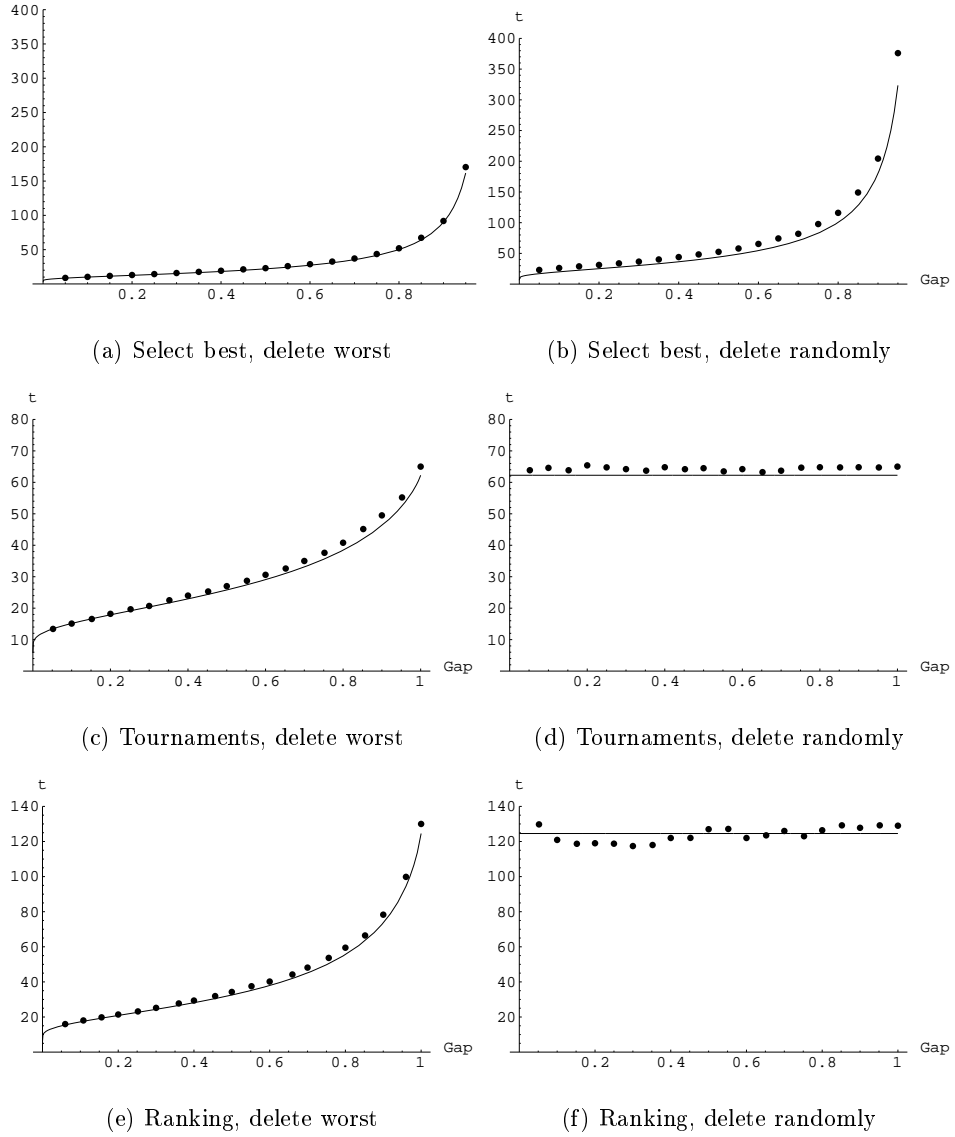 400
350
300
250
200
150
100
50
0.2 0.4 0.6 0.8
(a) Select best, delete worst
t
400
350
300
250
200
150
100
50
0.2 0.4 0.6 0.8
Gap
(b) Select best, delete randomly
t
80
70
60
50
40
30
20
10
0.2 0.4 0.6 0.8 1
Gap
(c) Tournaments, delete worst
t
80
70
60
50
40
30
20
10
0.2 0.4 0.6 0.8 1
Gap
(d) Tournaments, delete randomly
t
140
120
100
80
60
40
20
0.2 0.4 0.6 0.8 1
Gap
(e) Ranking, delete worst
t
140
120
100
80
60
40
20
0.2 0.4 0.6 0.8 1
Gap
(f) Ranking, delete randomly